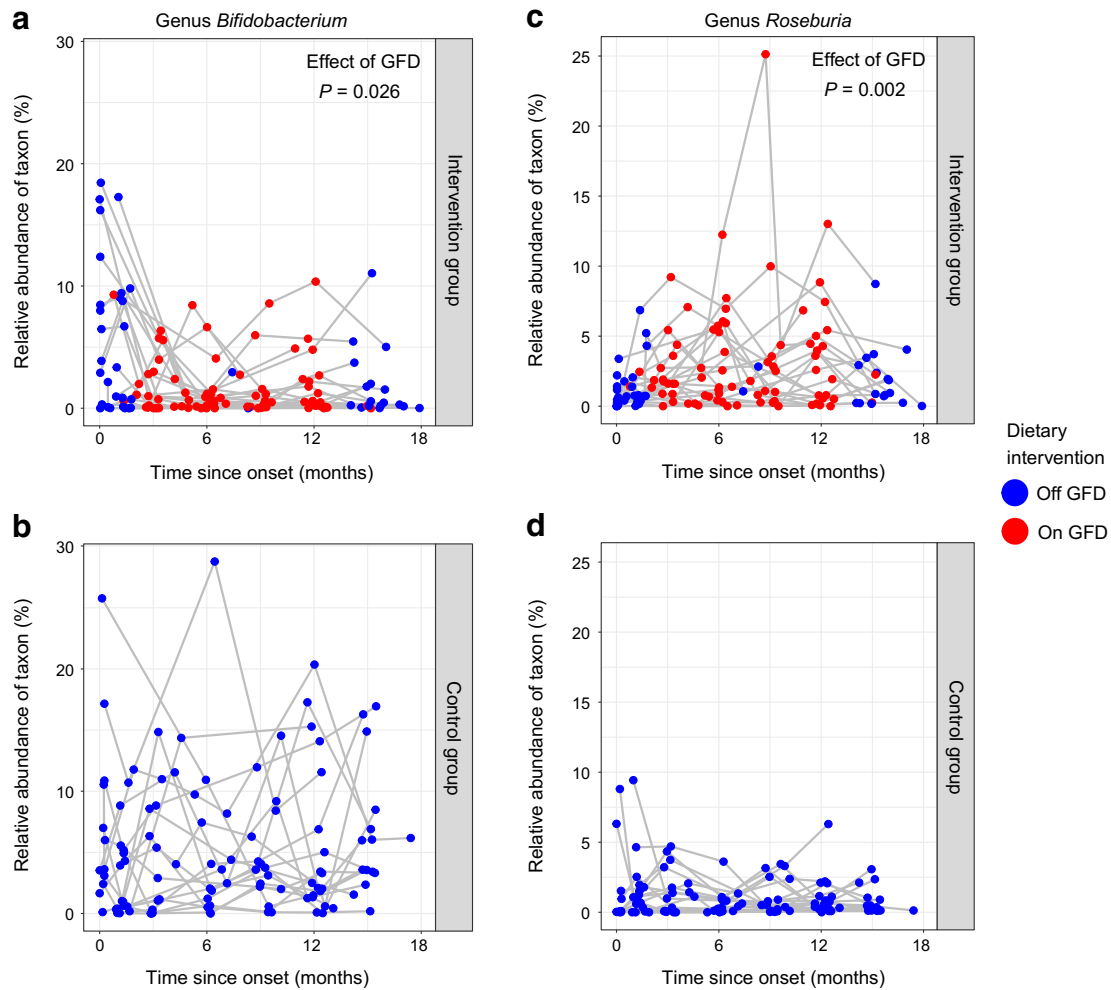 a
Genus Bifidobacterium
30
20
10
0
Relative abundance of taxon (%)
Effect of GFD
P = 0.026
Intervention group
0 6 12 18
Time since onset (months)
c
Genus Roseburia
25
20
15
10
5
0
Relative abundance of taxon (%)
Effect of GFD
P = 0.002
Intervention group
0 6 12 18
Time since onset (months)
Dietary
intervention
Off GFD
On GFD
b
30
20
10
0
Relative abundance of taxon (%)
Control group
0 6 12 18
Time since onset (months)
d
25
20
15
10
5
0
Relative abundance of taxon (%)
Control group
0 6 12 18
Time since onset (months)